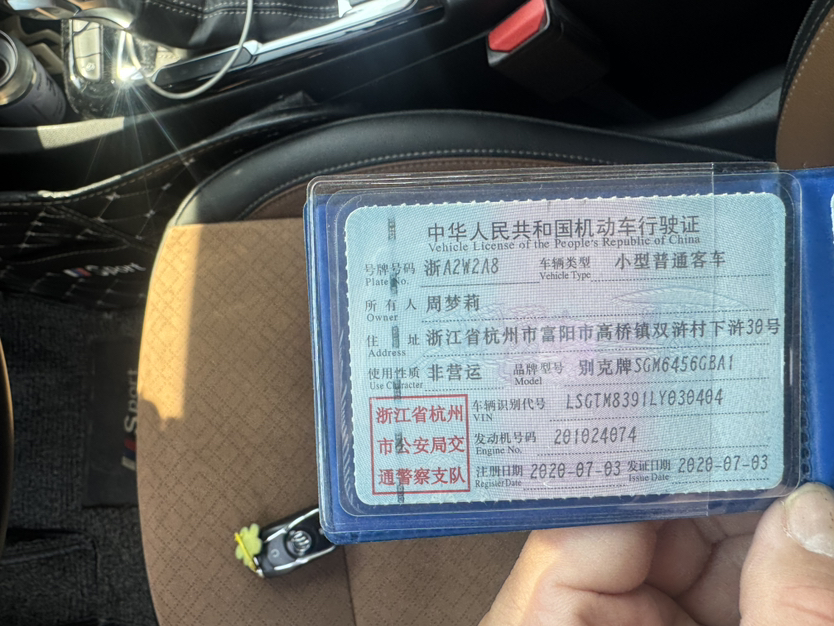 中华人民共和国机动车行驶证
Vehicle License of the People's Republic of China
号牌号码 浙A2W2A8 车辆类型 小型普通客车
Plate No. Vehicle Type
所有人 周梦莉
Owner
住址 浙江省杭州市富阳市高桥镇双浒村下浒30号
Address
使用性质 非营运 品牌型号 别克牌SGM6456GBA1
Use Character Model
浙江省杭州
市公安局交
通警察支队
车辆识别代号 LSGTM8391LY030404
VIN
发动机号码 201024074
Engine No.
注册日期 2020-07-03 发证日期 2020-07-03
Register Date Issue Date
Sport
Sport